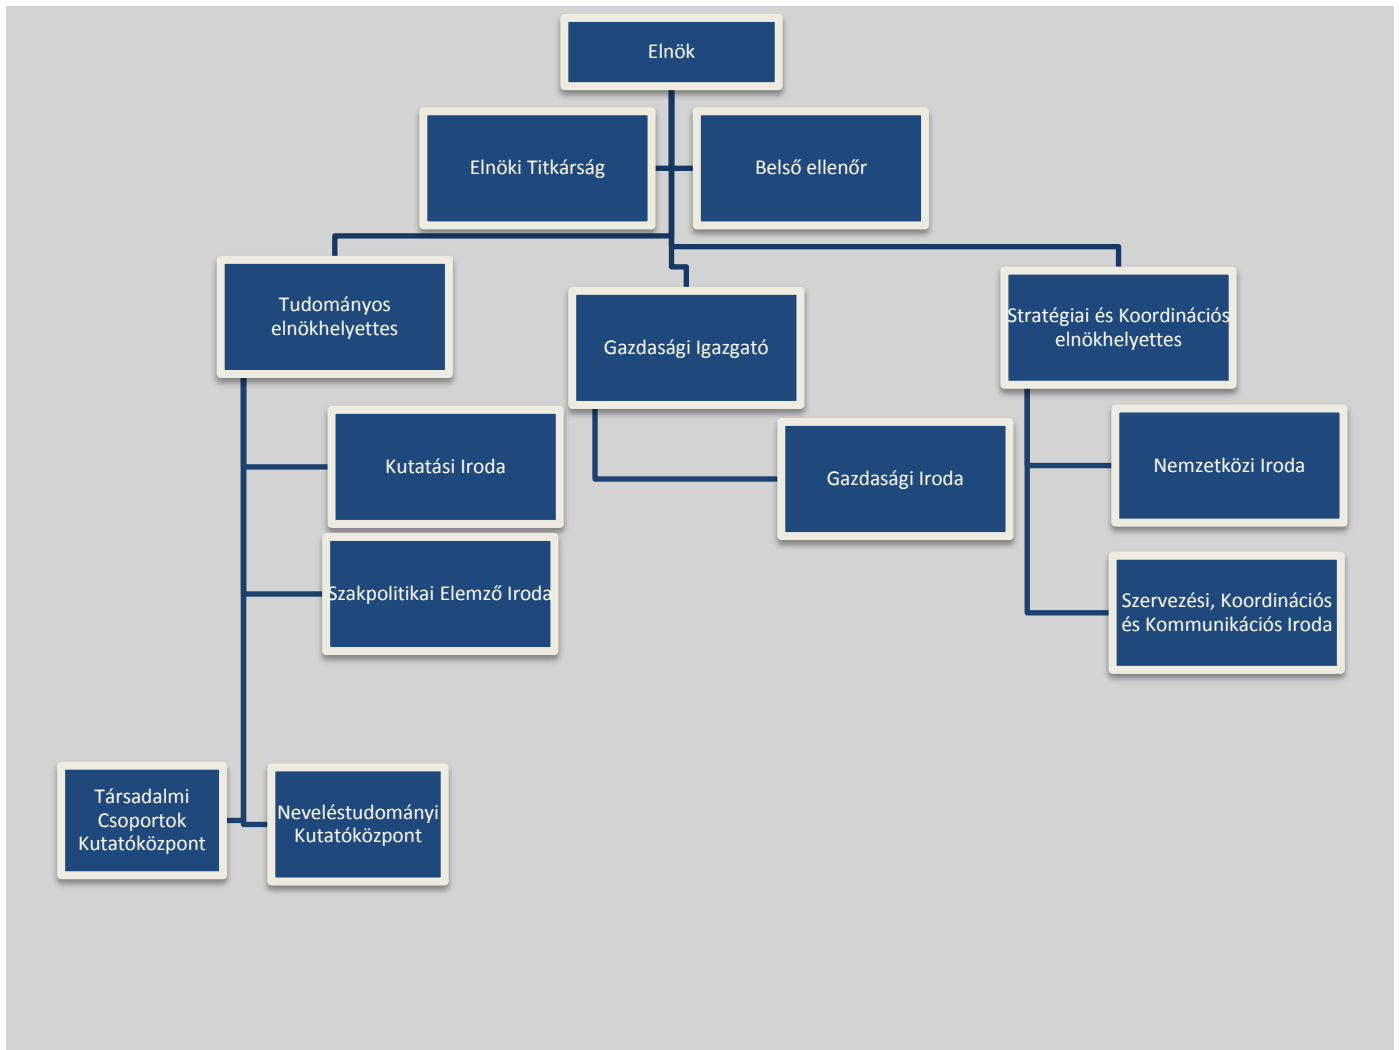 Elnök
Elnöki Titkárság
Belső ellenőr
Tudományos
elnökhelyettes
Gazdasági Igazgató
Stratégiai és Koordinációs
elnökhelyettes
Kutatási Iroda
Gazdasági Iroda
Nemzetközi Iroda
Szakpolitikai Elemző Iroda
Szervezési, Koordinációs
és Kommunikációs Iroda
Társadalmi
Csoportok
Kutatóközpont
Neveléstudományi
Kutatóközpont